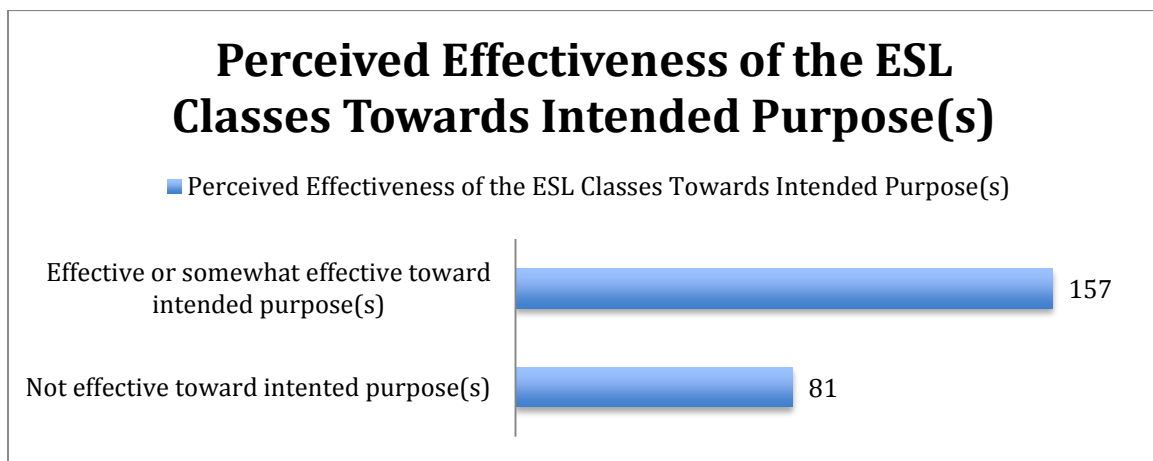 Perceived Effectiveness of the ESL
Classes Towards Intended Purpose(s)
Perceived Effectiveness of the ESL Classes Towards Intended Purpose(s)
Effective or somewhat effective toward
intended purpose(s)
157
Not effective toward intented purpose(s)
81